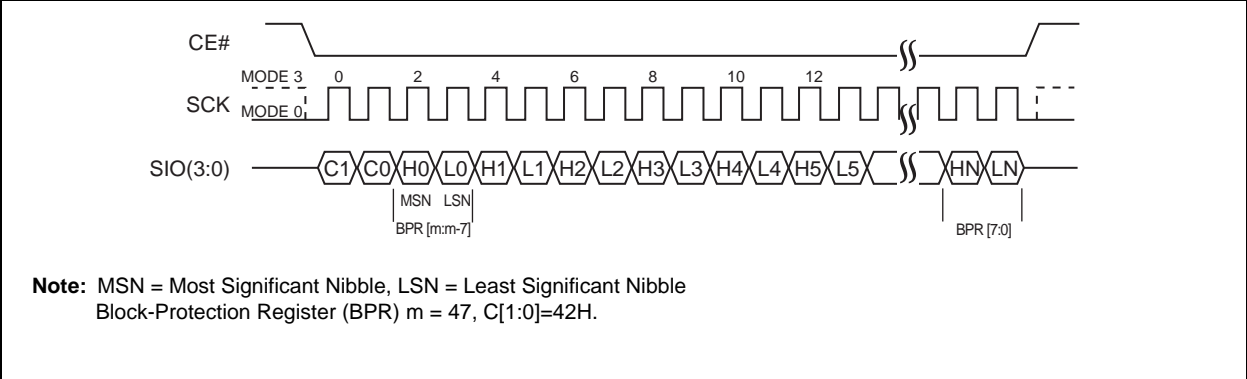 CE#
MODE 3 0 2 4 6 8 10 12
SCK
MODE 0
SIO(3:0) C1 C0 H0 L0 H1 L1 H2 L2 H3 L3 H4 L4 H5 L5 HN LN
MSN LSN
BPR [m:m-7] BPR [7:0]
Note: MSN = Most Significant Nibble, LSN = Least Significant Nibble
Block-Protection Register (BPR) m = 47, C[1:0]=42H.